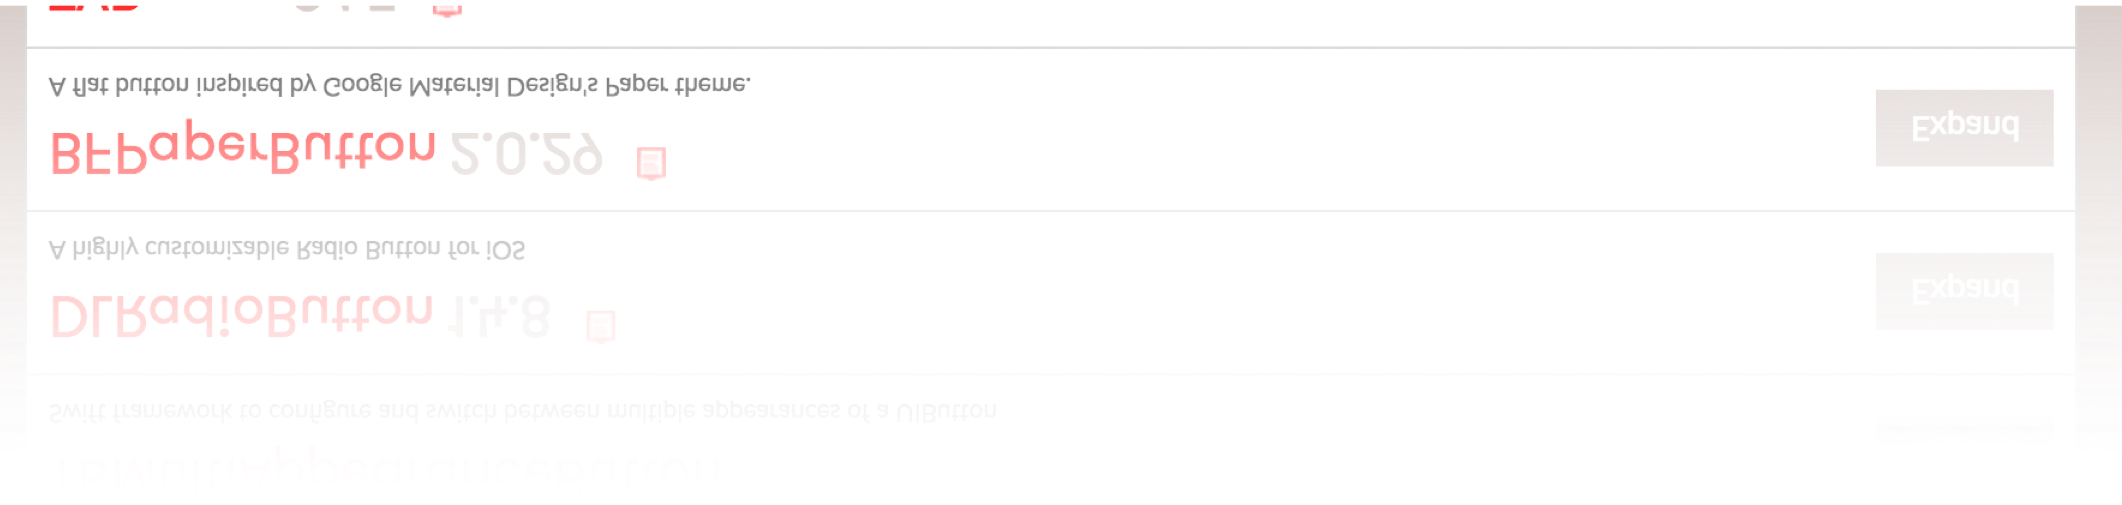 TBMultiAppearanceButton
Swift framework to configure and switch between multiple appearances of a UIButton
DLRadioButton 1.4.8
Expand
A highly customizable Radio Button for iOS
BFPaperButton 2.0.29
Expand
A flat button inspired by Google Material Design's Paper theme.